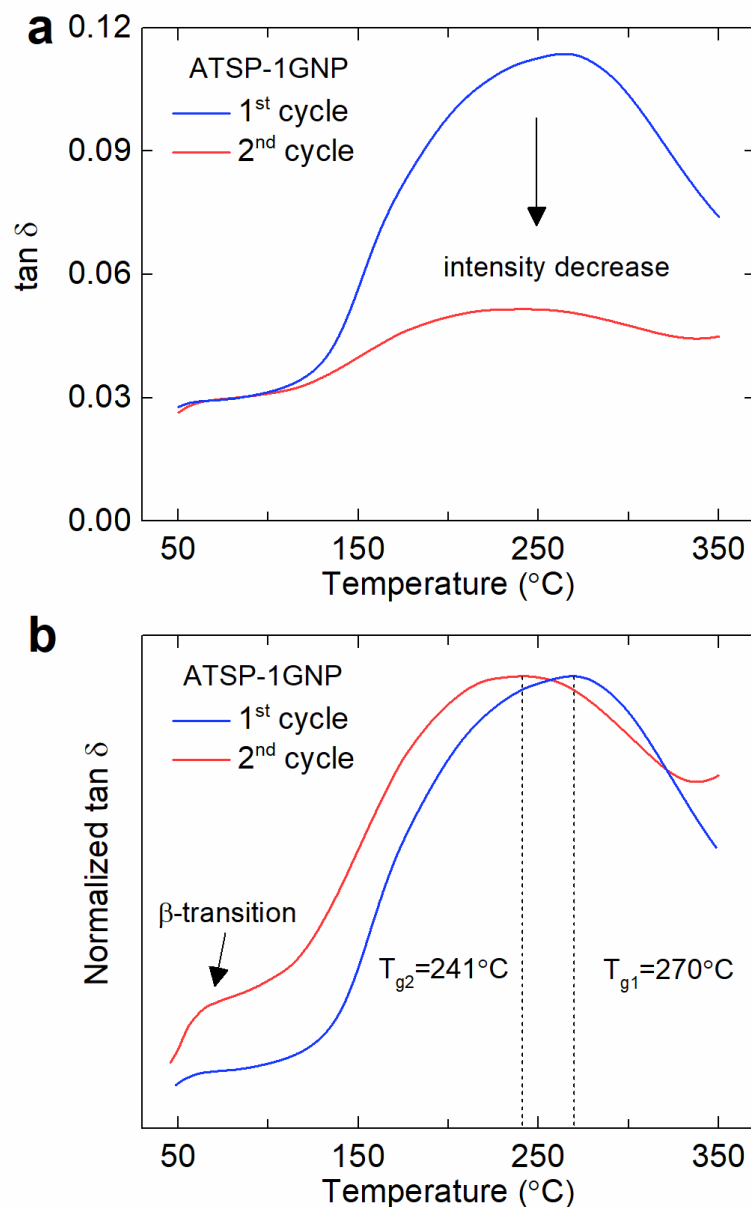 a
0.12
ATSP-1GNP
1st cycle
2nd cycle
0.09
0.06
0.03
0.00
tan δ
intensity decrease
50 150 250 350
Temperature (°C)
b
ATSP-1GNP
1st cycle
2nd cycle
Normalized tan δ
β-transition
Tg2=241°C
Tg1=270°C
50 150 250 350
Temperature (°C)